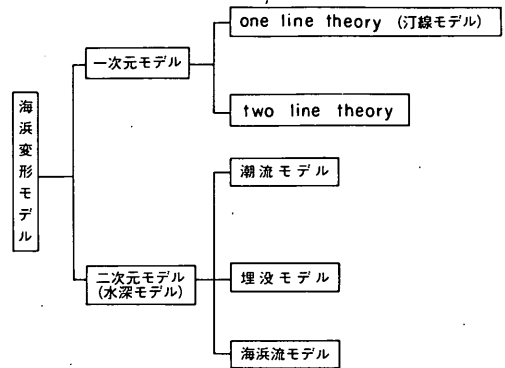 海浜変形モデル
一次元モデル
one line theory (汀線モデル)
two line theory
二次元モデル
(水深モデル)
潮流モデル
埋没モデル
海浜流モデル